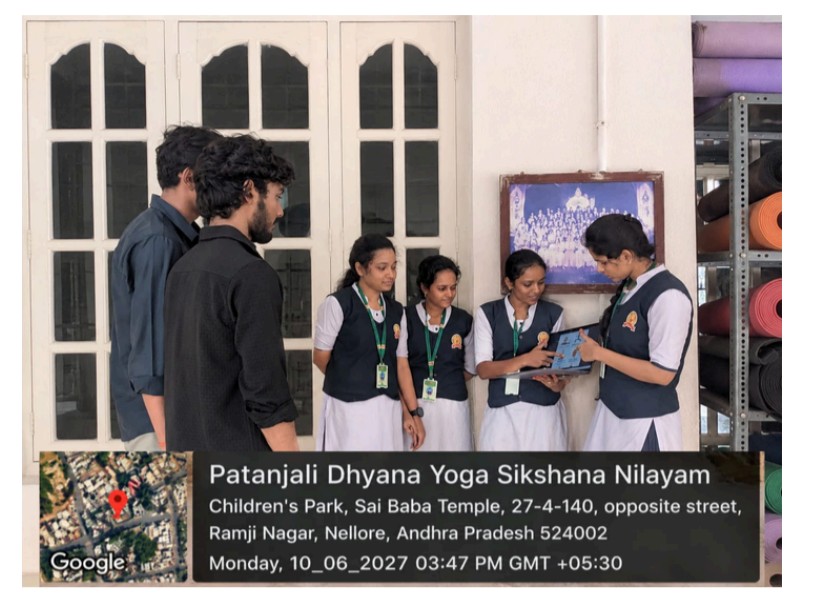 Patanjali Dhyana Yoga Sikshana Nilayam
Children's Park, Sai Baba Temple, 27-4-140, opposite street,
Ramji Nagar, Nellore, Andhra Pradesh 524002
Google
Monday, 10_06_2027 03:47 PM GMT +05:30